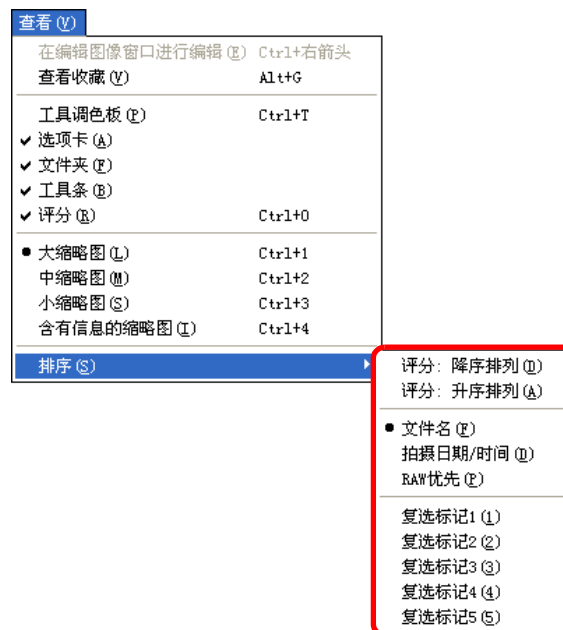 查看(V)
在编辑图像窗口进行编辑(E) Ctrl+右箭头
查看收藏(V) Alt+G
工具调色板(P) Ctrl+T
选项卡(A)
文件夹(F)
工具条(B)
评分(R) Ctrl+0
大缩略图(L) Ctrl+1
中缩略图(M) Ctrl+2
小缩略图(S) Ctrl+3
含有信息的缩略图(I) Ctrl+4
排序(S)
评分: 降序排列(D)
评分: 升序排列(A)
文件名(F)
拍摄日期/时间(D)
RAW优先(P)
复选标记1(1)
复选标记2(2)
复选标记3(3)
复选标记4(4)
复选标记5(5)